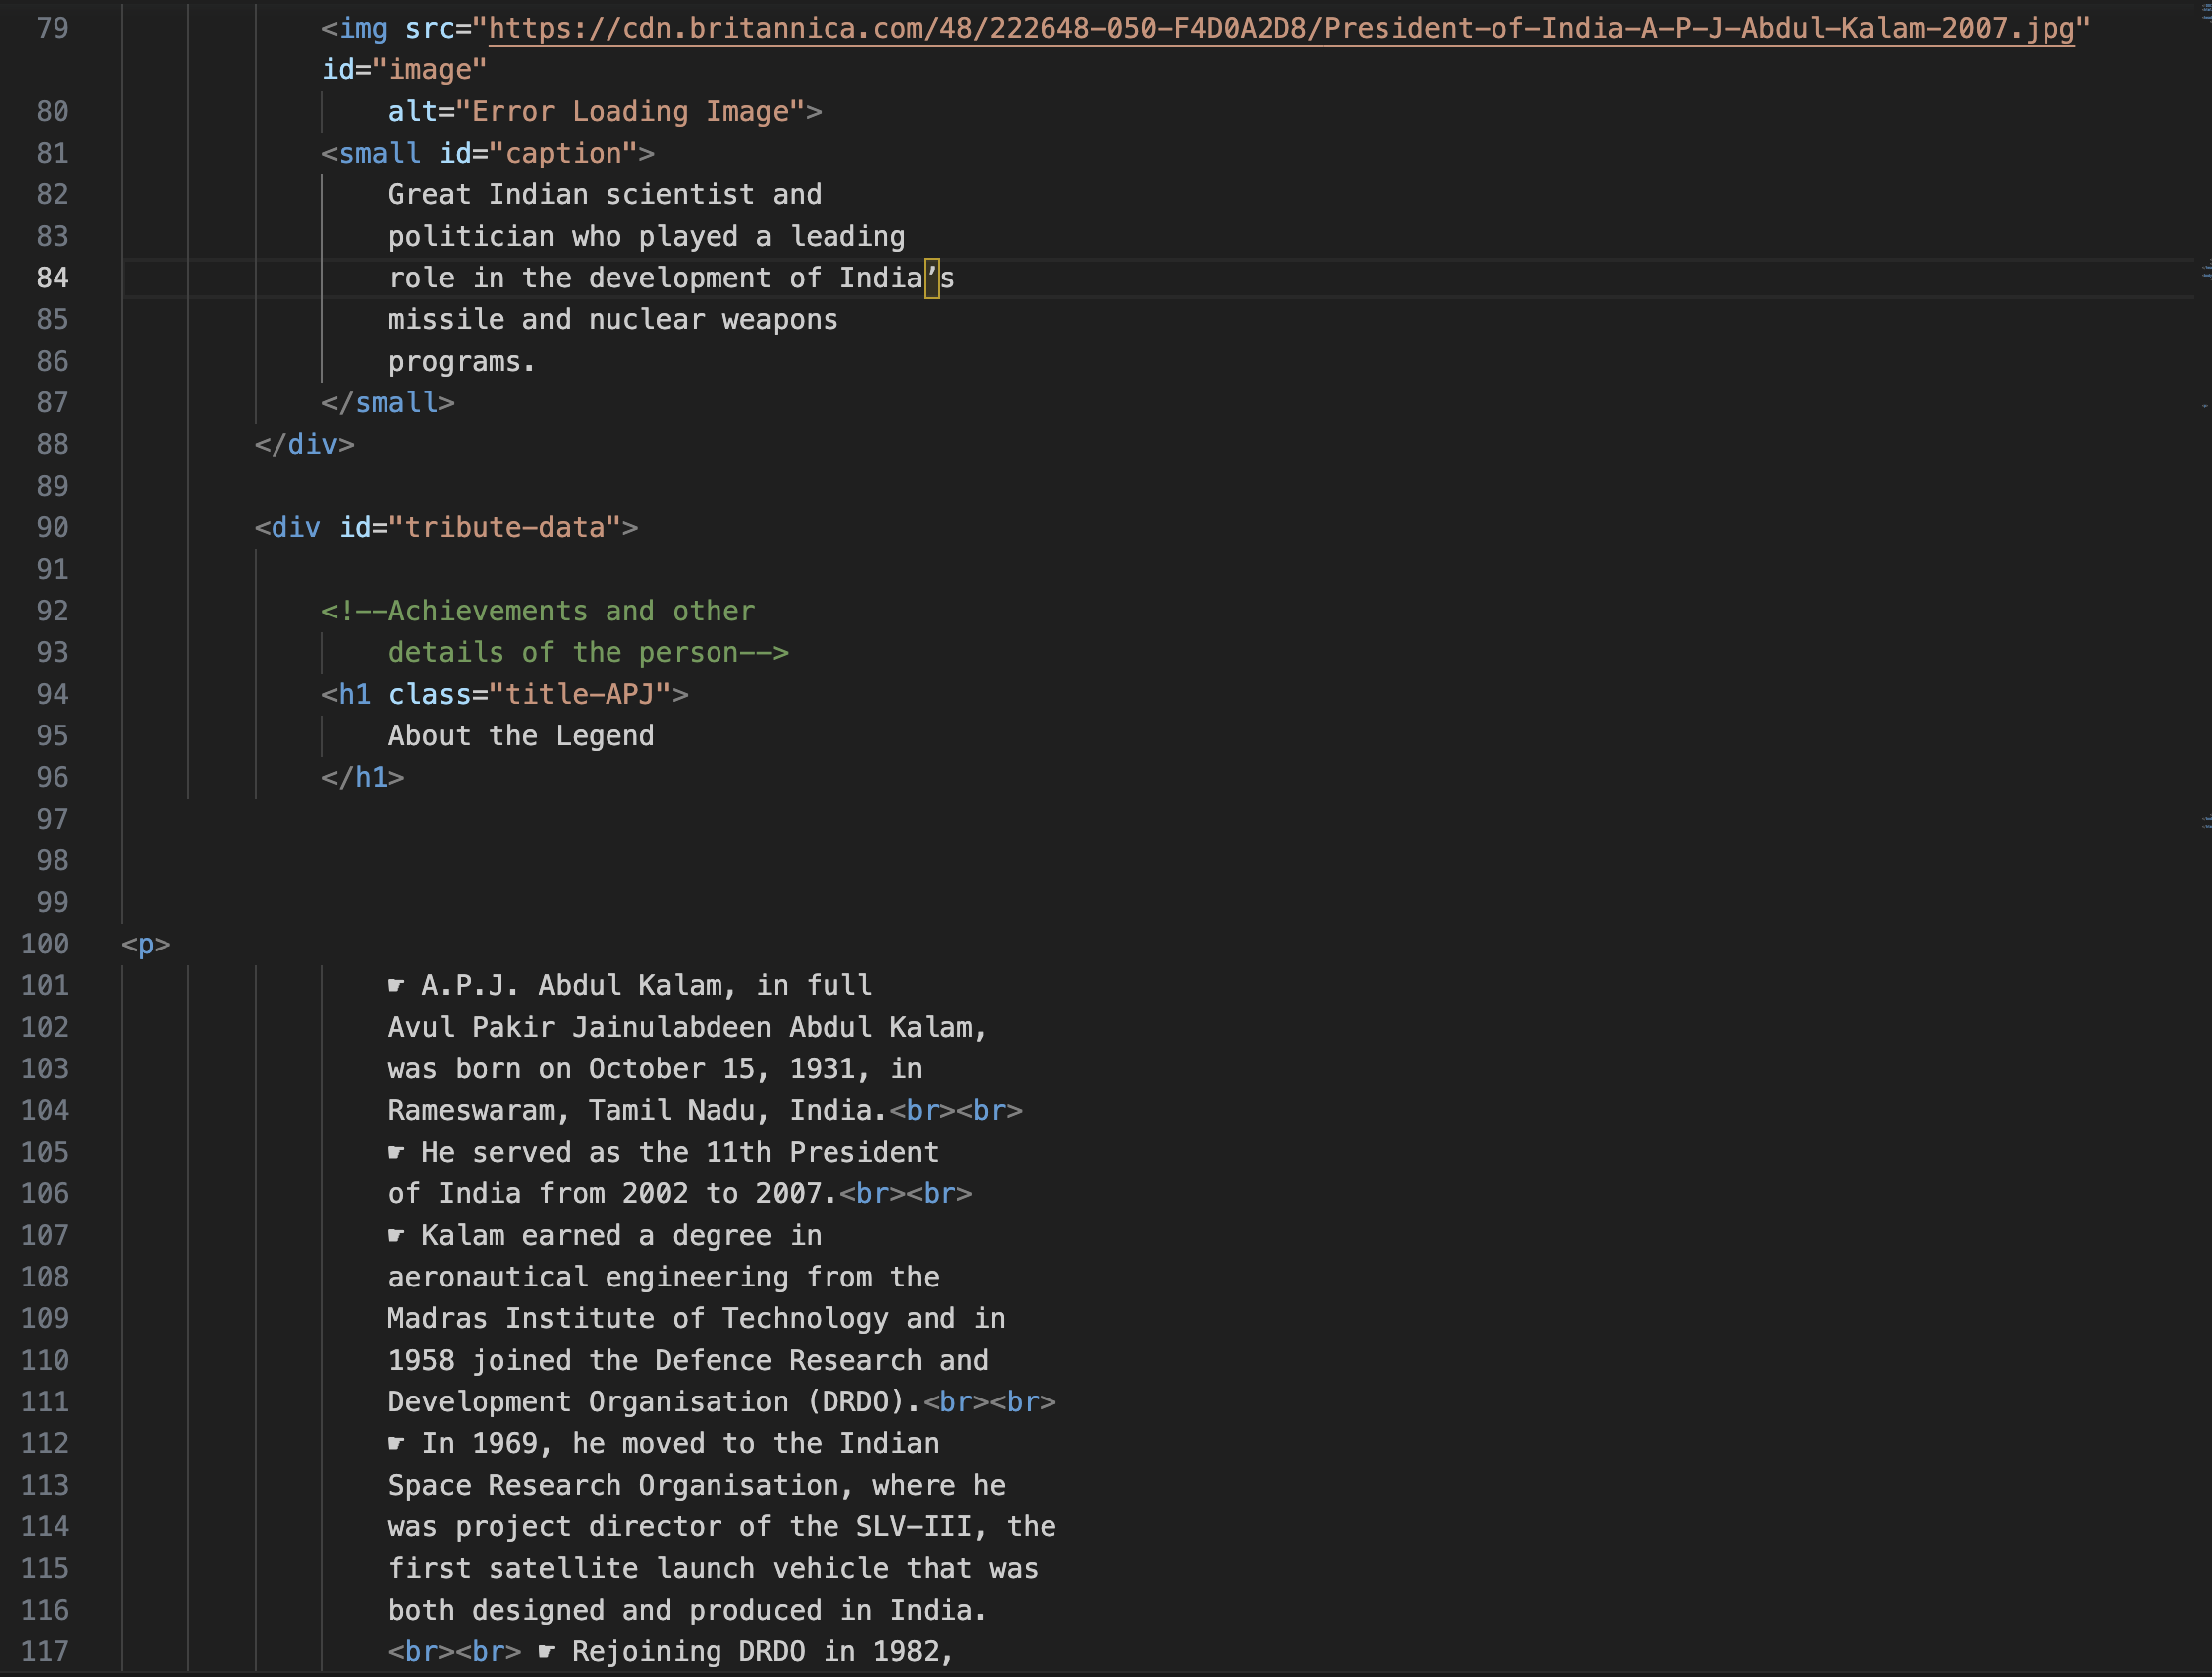 79 <img src="https://cdn.britannica.com/48/222648-050-F4D0A2D8/President-of-India-A-P-J-Abdul-Kalam-2007.jpg"
id="image"
80 alt="Error Loading Image">
81 <small id="caption">
82 Great Indian scientist and
83 politician who played a leading
84 role in the development of India’s
85 missile and nuclear weapons
86 programs.
87 </small>
88 </div>
89
90 <div id="tribute-data">
91
92 <!--Achievements and other
93 details of the person-->
94 <h1 class="title-APJ">
95 About the Legend
96 </h1>
97
98
99
100 <p>
101 ☛ A.P.J. Abdul Kalam, in full
102 Avul Pakir Jainulabdeen Abdul Kalam,
103 was born on October 15, 1931, in
104 Rameswaram, Tamil Nadu, India.<br><br>
105 ☛ He served as the 11th President
106 of India from 2002 to 2007.<br><br>
107 ☛ Kalam earned a degree in
108 aeronautical engineering from the
109 Madras Institute of Technology and in
110 1958 joined the Defence Research and
111 Development Organisation (DRDO).<br><br>
112 ☛ In 1969, he moved to the Indian
113 Space Research Organisation, where he
114 was project director of the SLV-III, the
115 first satellite launch vehicle that was
116 both designed and produced in India.
117 <br><br> ☛ Rejoining DRDO in 1982,